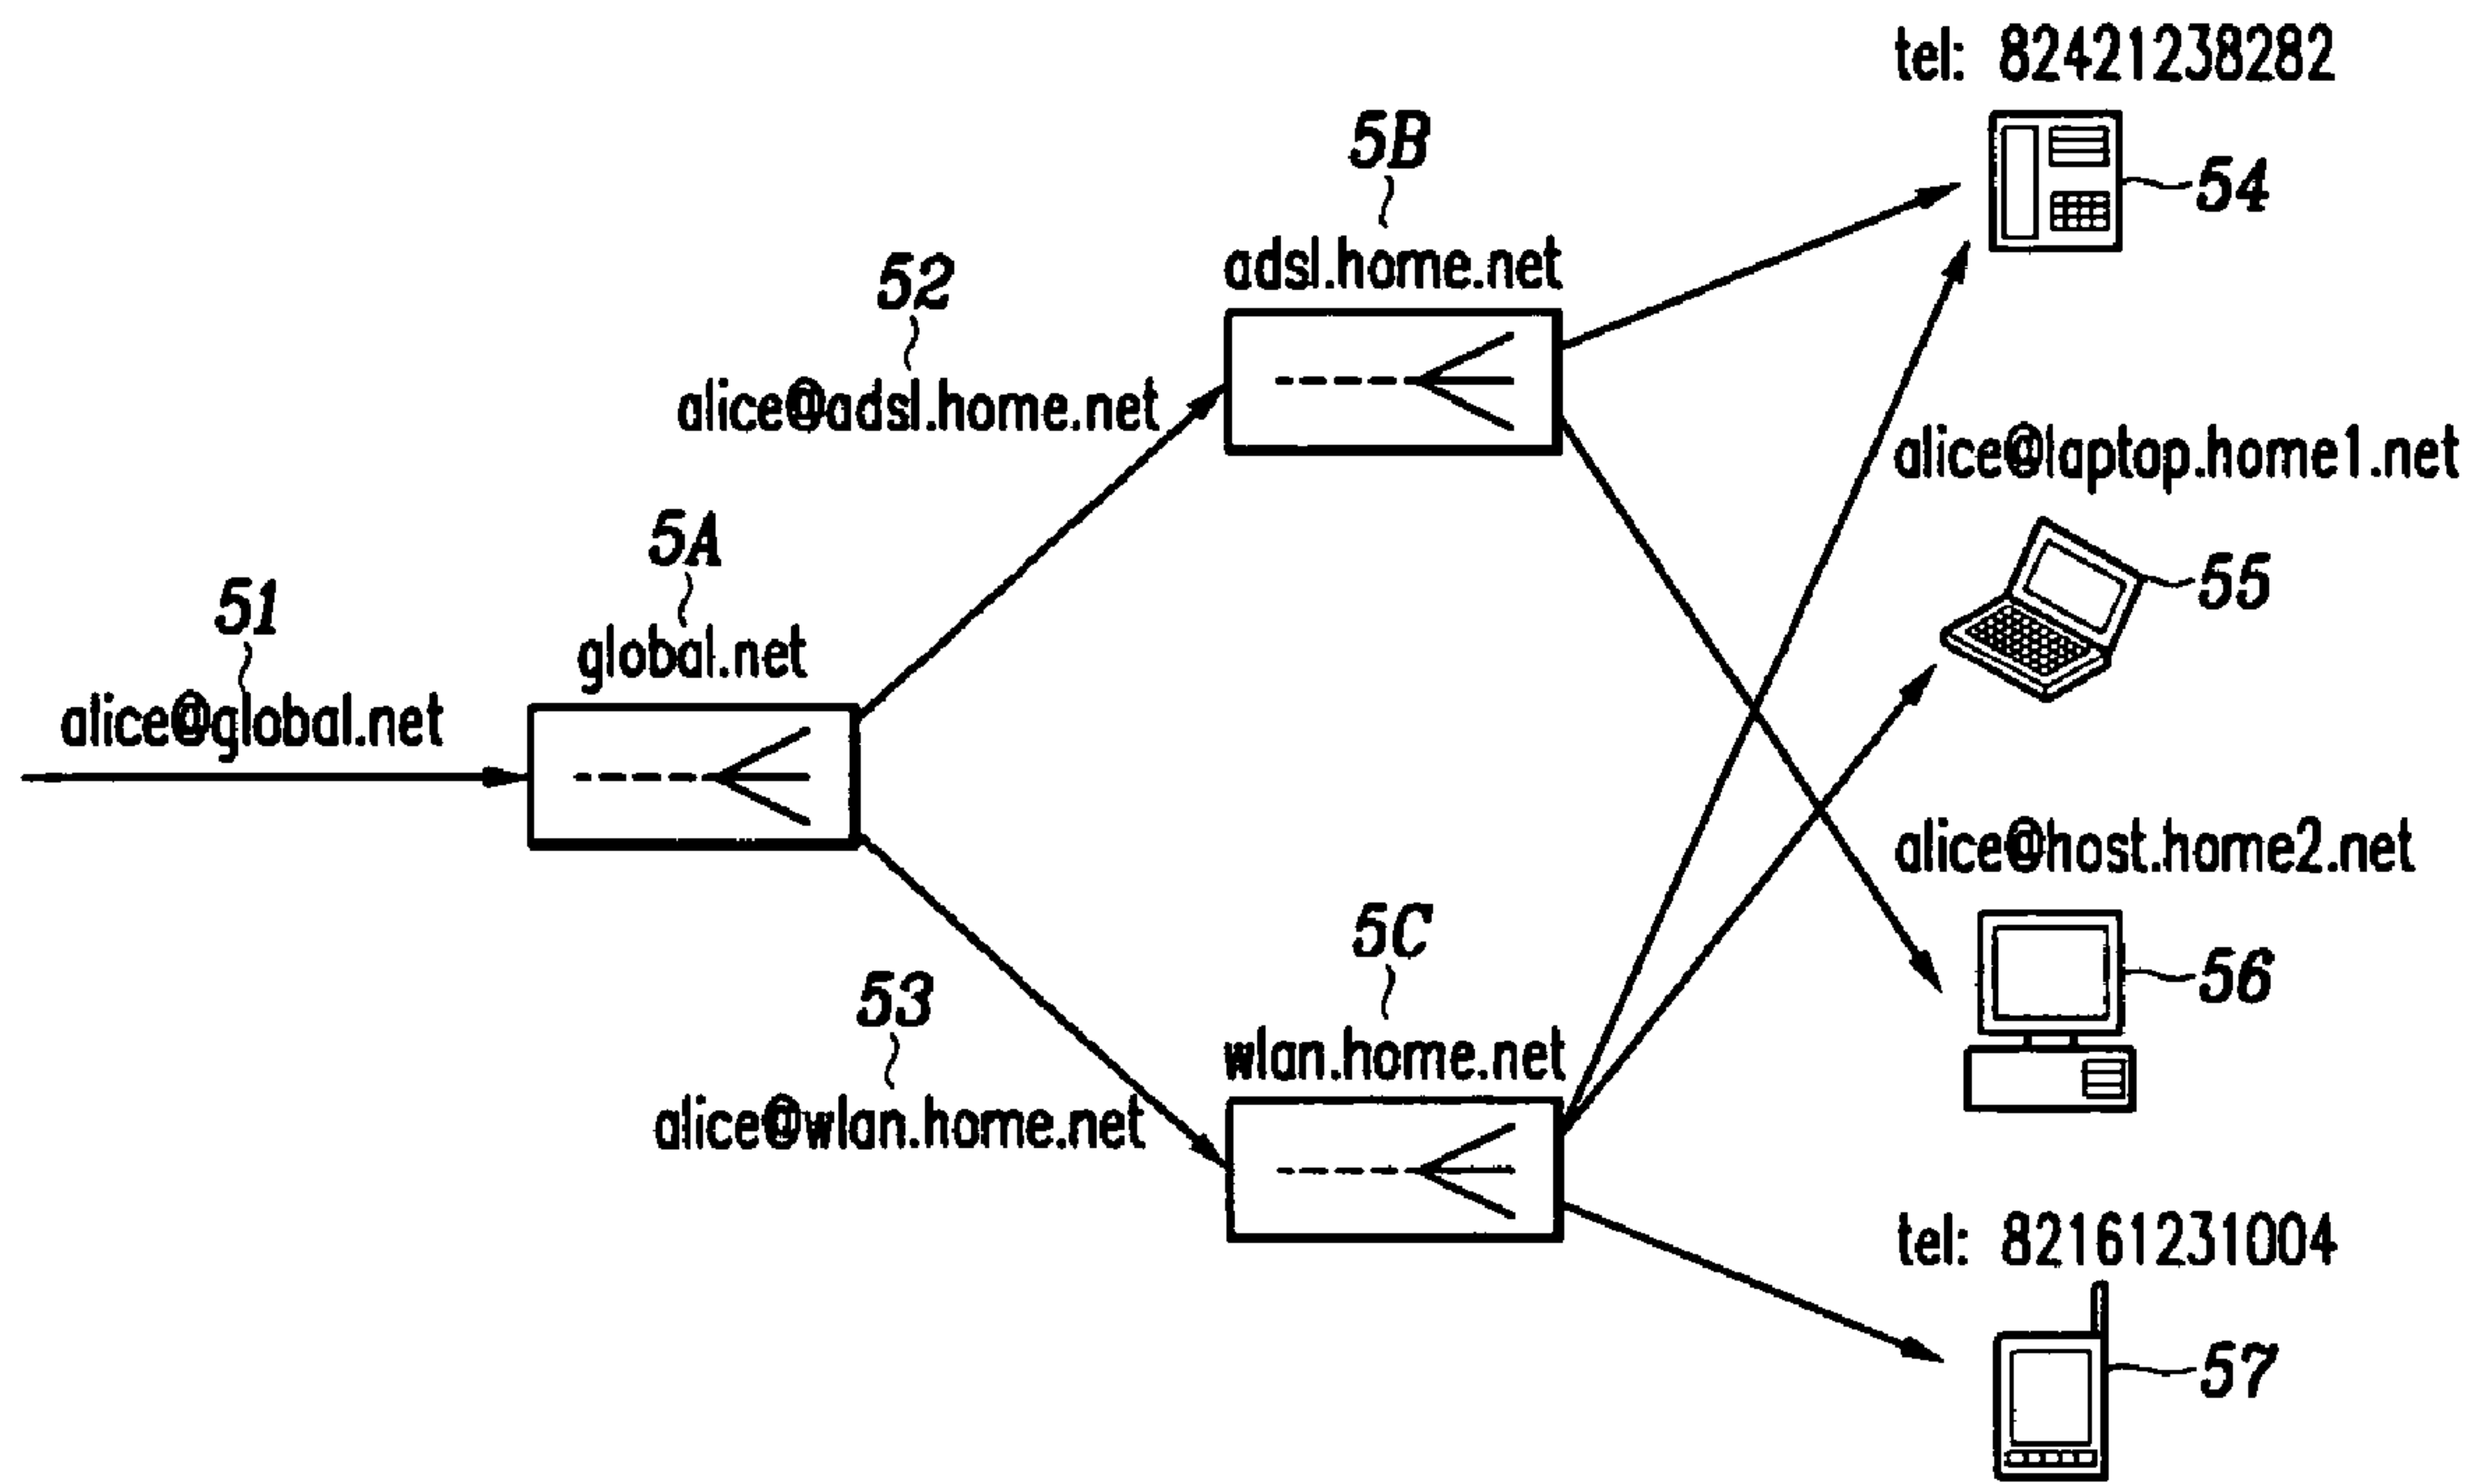 tel: 82421238282
5B
54
adsl.home.net
52
alice@adsl.home.net
alice@laptop.home1.net
5A
55
51
global.net
alice@global.net
alice@host.home2.net
5C
56
53
wlan.home.net
alice@wlan.home.net
tel: 82161231004
57